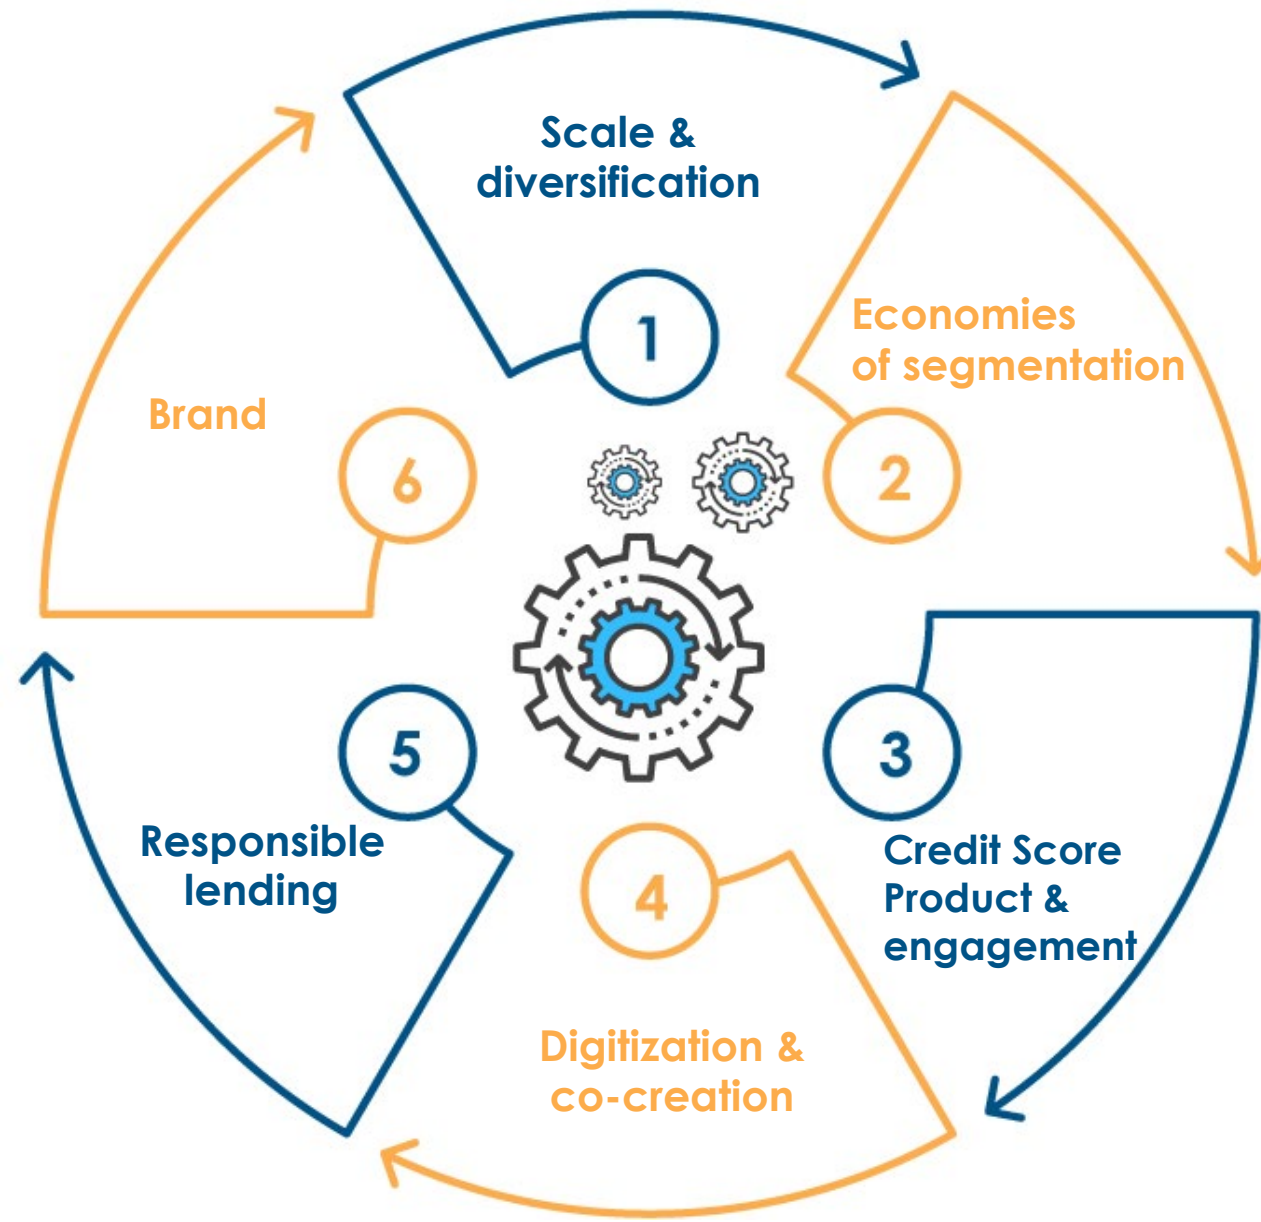 Scale &
diversification
1
Economies
of segmentation
2
3
Credit Score
Product &
engagement
4
Digitization &
co-creation
5
Responsible
lending
Brand
6